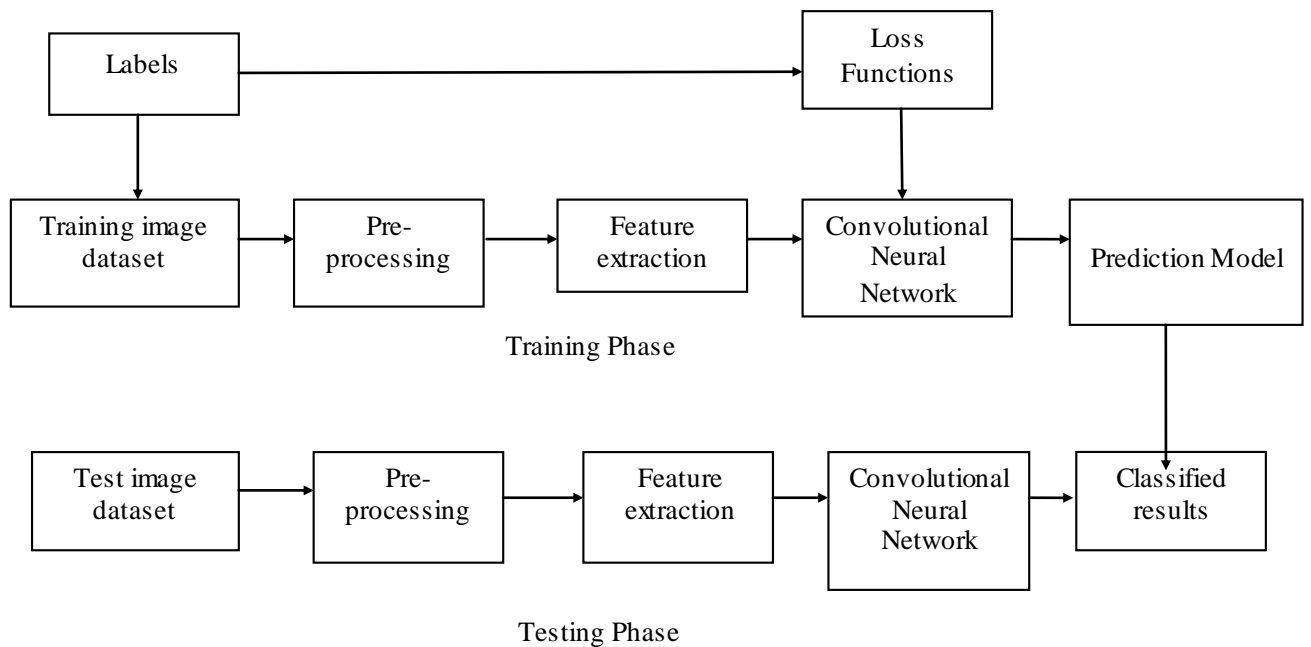 Labels
Loss
Functions
Training image
dataset
Pre-
processing
Feature
extraction
Convolutional
Neural
Network
Prediction Model
Training Phase
Test image
dataset
Pre-
processing
Feature
extraction
Convolutional
Neural
Network
Classified
results
Testing Phase